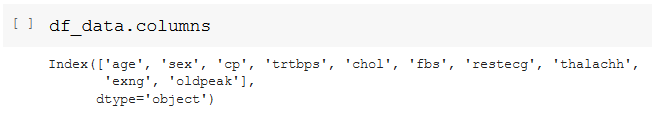 [ ] df_data.columns
Index(['age', 'sex', 'cp', 'trtbps', 'chol', 'fbs', 'restecg', 'thalachh',
'exng', 'oldpeak'],
dtype='object')